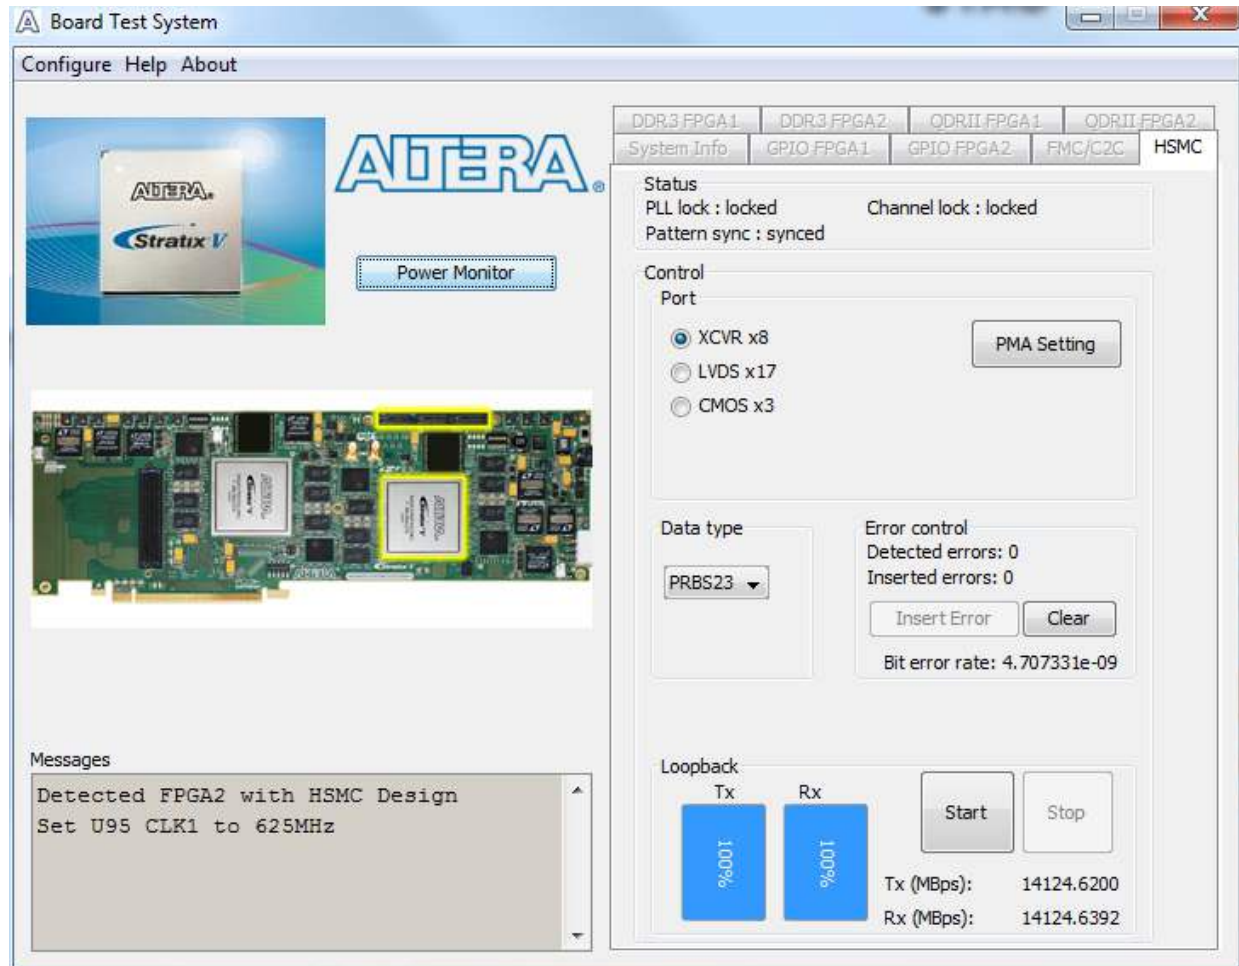 Board Test System
Configure Help About
ALTERA®
Stratix V
ALTERA®
Power Monitor
ALTERA
Stratix V
ALTERA
Stratix V
Messages
Detected FPGA2 with HSMC Design
Set U95 CLK1 to 625MHz
DDR3 FPGA1 DDR3 FPGA2 QDRII FPGA1 QDRII FPGA2
System Info GPIO FPGA1 GPIO FPGA2 FMC/C2C HSMC
Status
PLL lock : locked Channel lock : locked
Pattern sync : synced
Control
Port
XCVR x8
LVDS x17
CMOS x3
PMA Setting
Data type
PRBS23
Error control
Detected errors: 0
Inserted errors: 0
Insert Error Clear
Bit error rate: 4.707331e-09
Loopback
Tx Rx
100% 100%
Start Stop
Tx (MBps): 14124.6200
Rx (MBps): 14124.6392